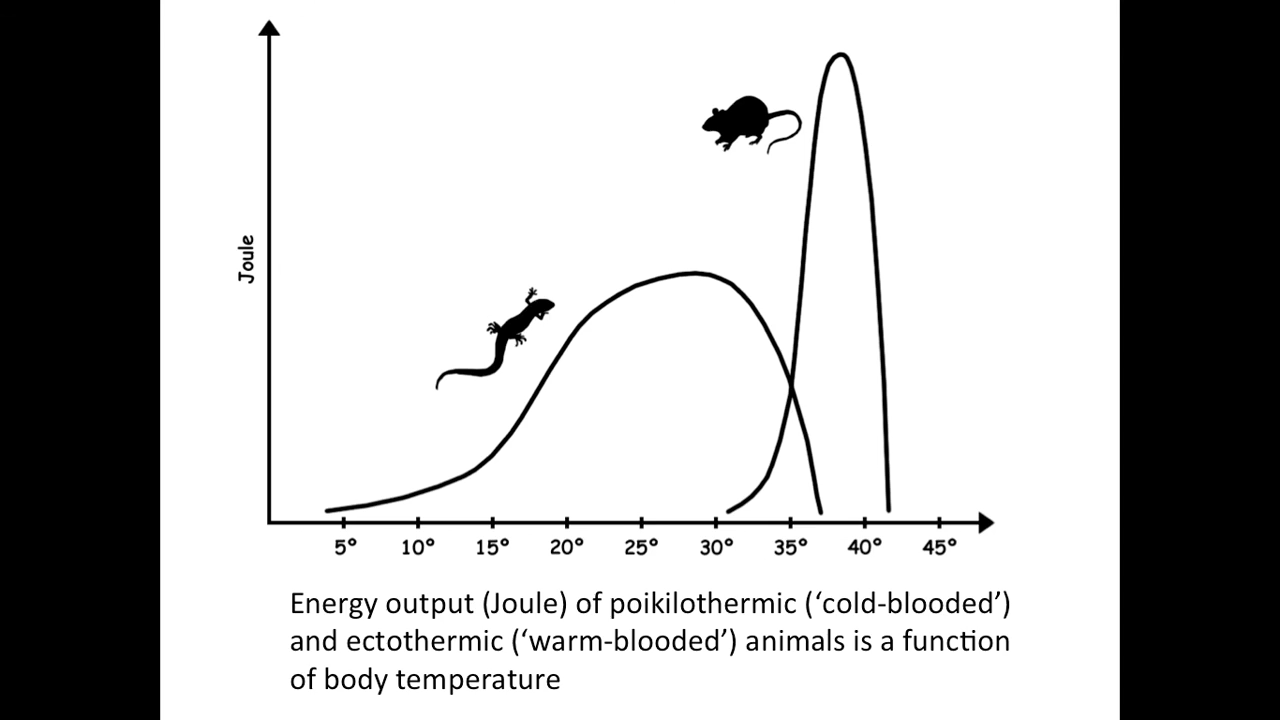 Joule
5° 10° 15° 20° 25° 30° 35° 40° 45°
Energy output (Joule) of poikilothermic (‘cold-blooded’)
and ectothermic (‘warm-blooded’) animals is a function
of body temperature